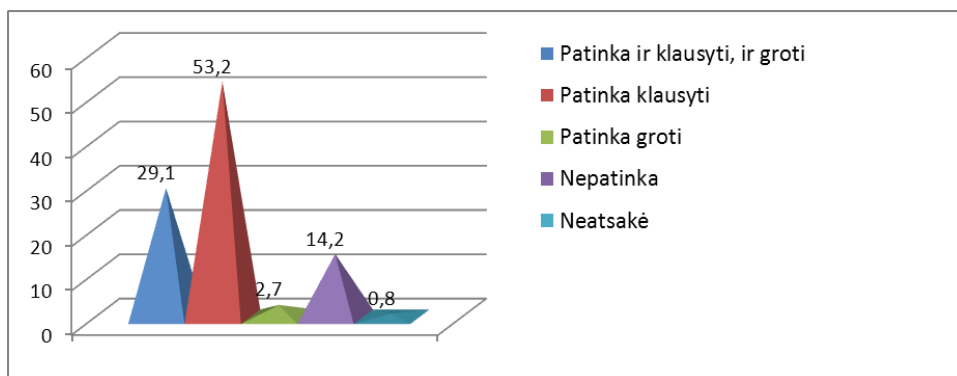 60
50
40
30
20
10
0
29,1
53,2
2,7
14,2
0,8
Patinka ir klausyti, ir groti
Patinka klausyti
Patinka groti
Nepatinka
Neatsakė